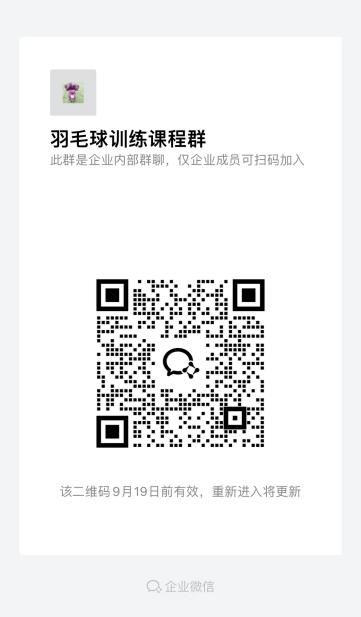 羽毛球训练课程群
此群是企业内部群聊，仅企业成员可扫码加入
该二维码9月19日前有效，重新进入将更新
企业微信